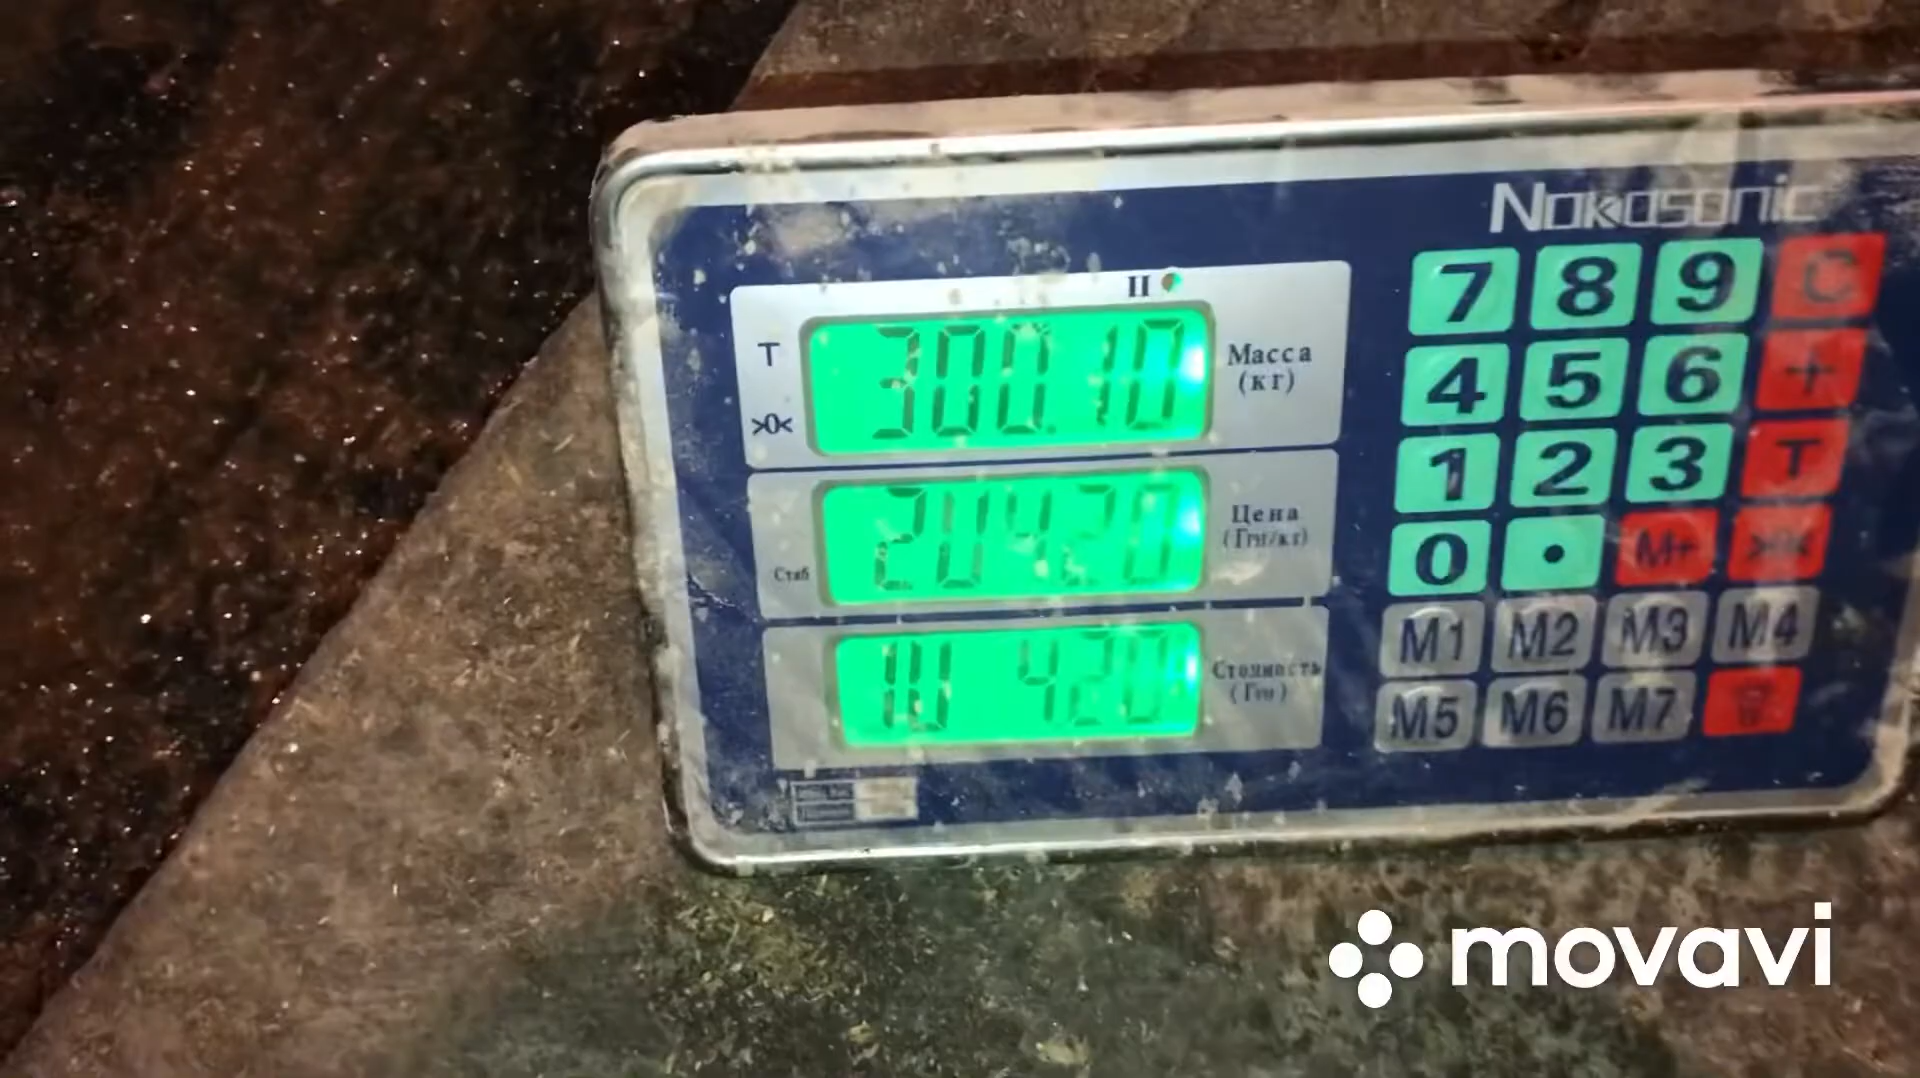 Nokasonic
II
T
300.10
Масса
(кг)
>0<
Цена
(Грн/кг)
204.20
Стаб
Стоимость
(Грн)
7 8 9 C
4 5 6 +
1 2 3 T
0 . M+
M1 M2 M3 M4
M5 M6 M7
movavi